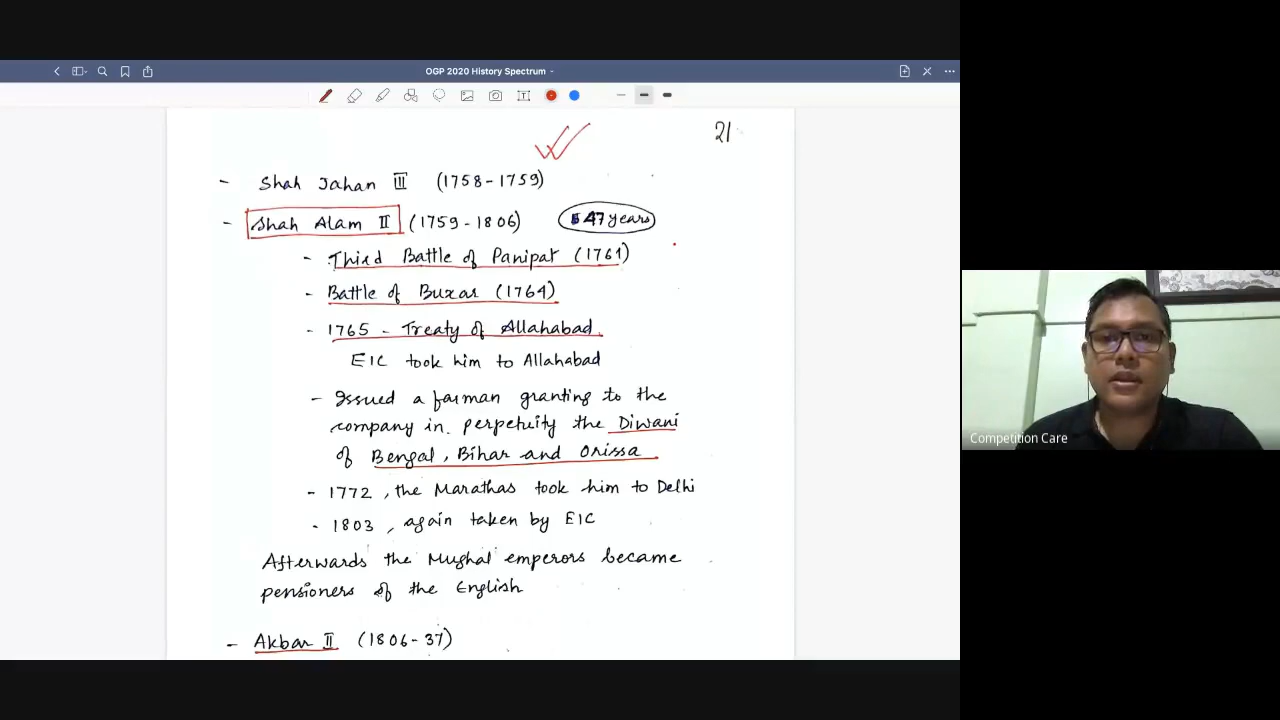 OGP 2020 History Spectrum
21
- Shah Jahan III (1758-1759)
- Shah Alam II (1759-1806) 47 years
- Third Battle of Panipat (1761)
- Battle of Buxar (1764)
- 1765 - Treaty of Allahabad
EIC took him to Allahabad
- Issued a farman granting to the
company in perpetuity the Diwani
of Bengal, Bihar and Orissa
- 1772, the Marathas took him to Delhi
- 1803, again taken by EIC
Afterwards the Mughal emperors became
pensioners of the English
- Akbar II (1806-37)
Competition Care